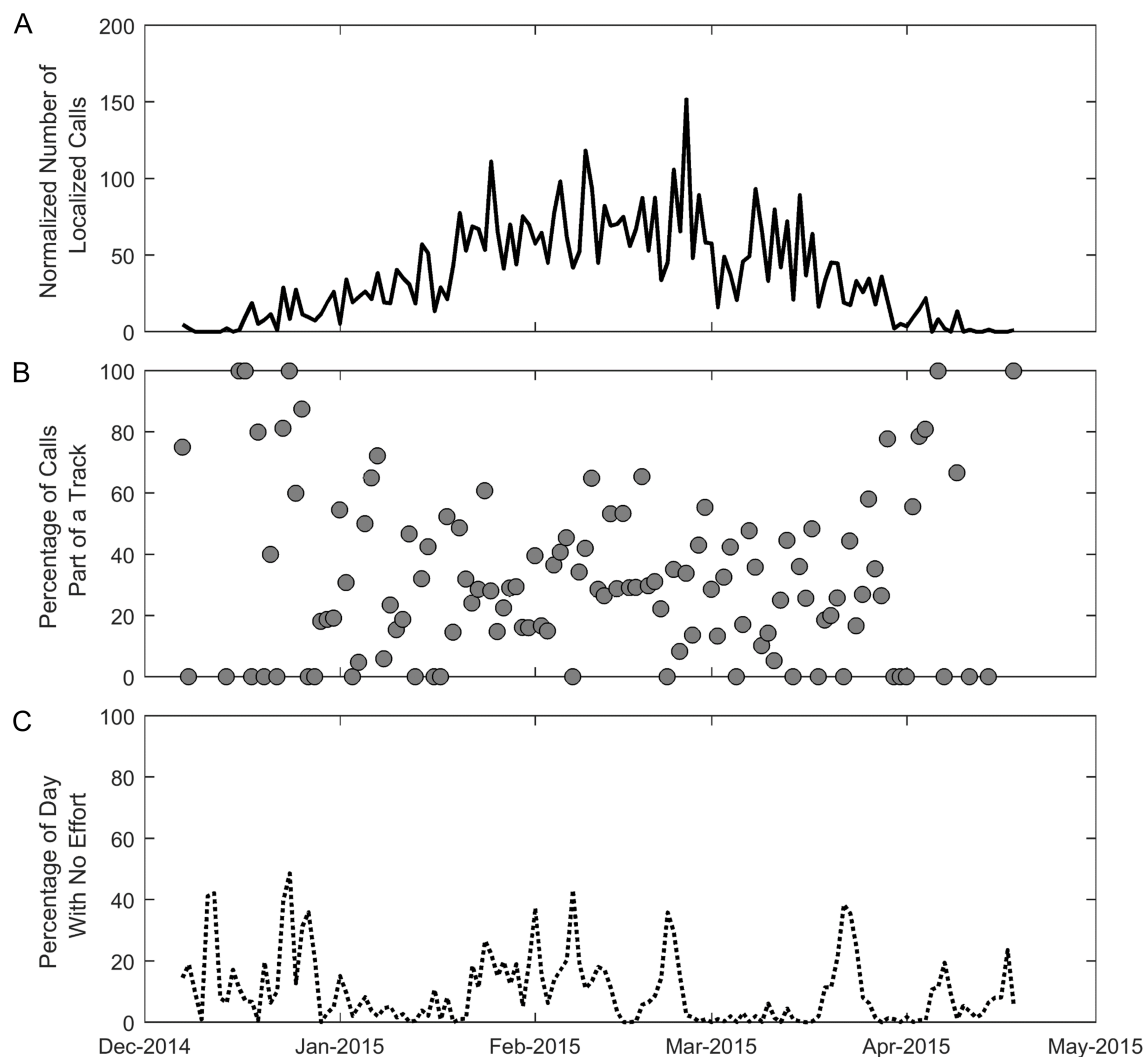 A
200
150
100
50
0
Normalized Number of
Localized Calls
B
100
80
60
40
20
0
Percentage of Calls
Part of a Track
C
100
80
60
40
20
0
Percentage of Day
With No Effort
Dec-2014 Jan-2015 Feb-2015 Mar-2015 Apr-2015 May-2015